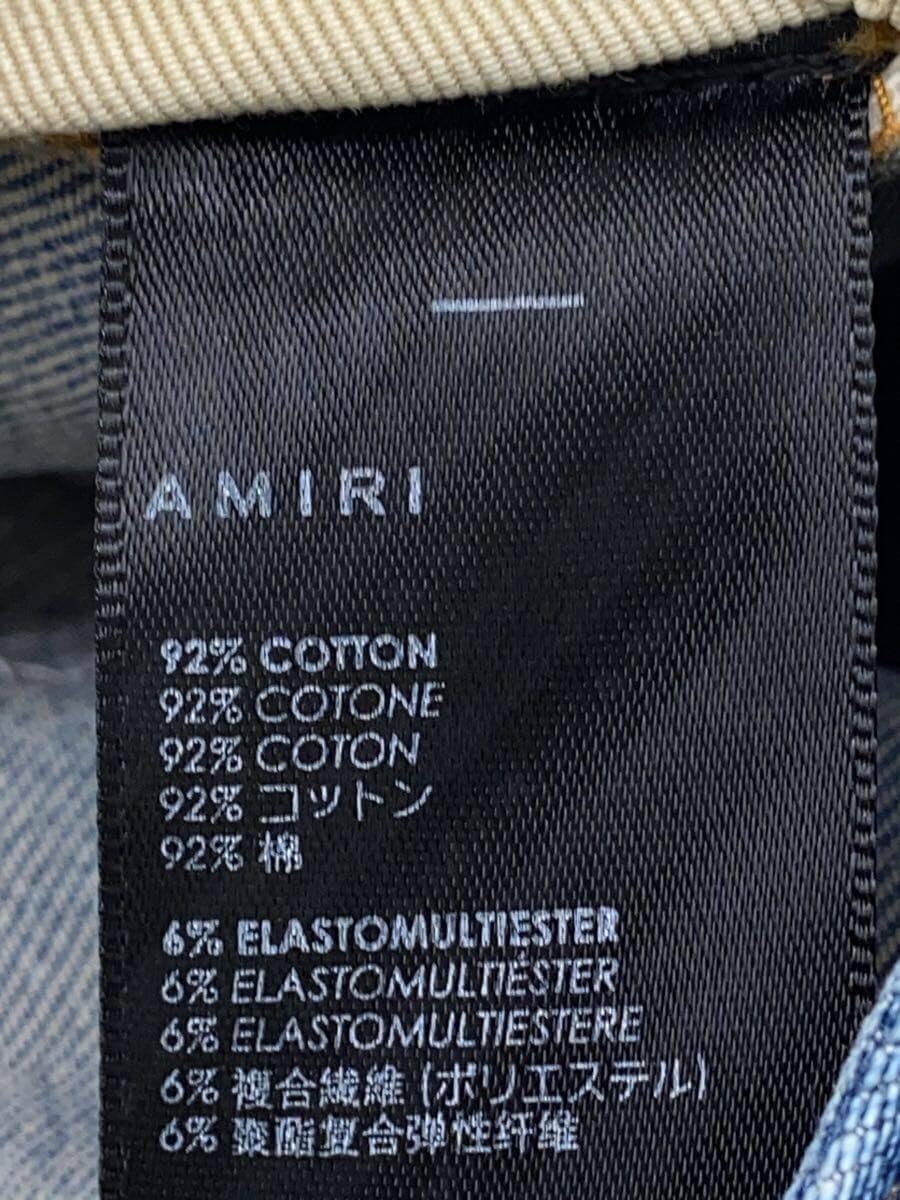 AMIRI
92% COTTON
92% COTONE
92% COTON
92% コットン
92% 棉
6% ELASTOMULTIESTER
6% ELASTOMULTIÉSTER
6% ELASTOMULTIESTERE
6% 複合繊維 (ポリエステル)
6% 聚酯复合弹性纤维